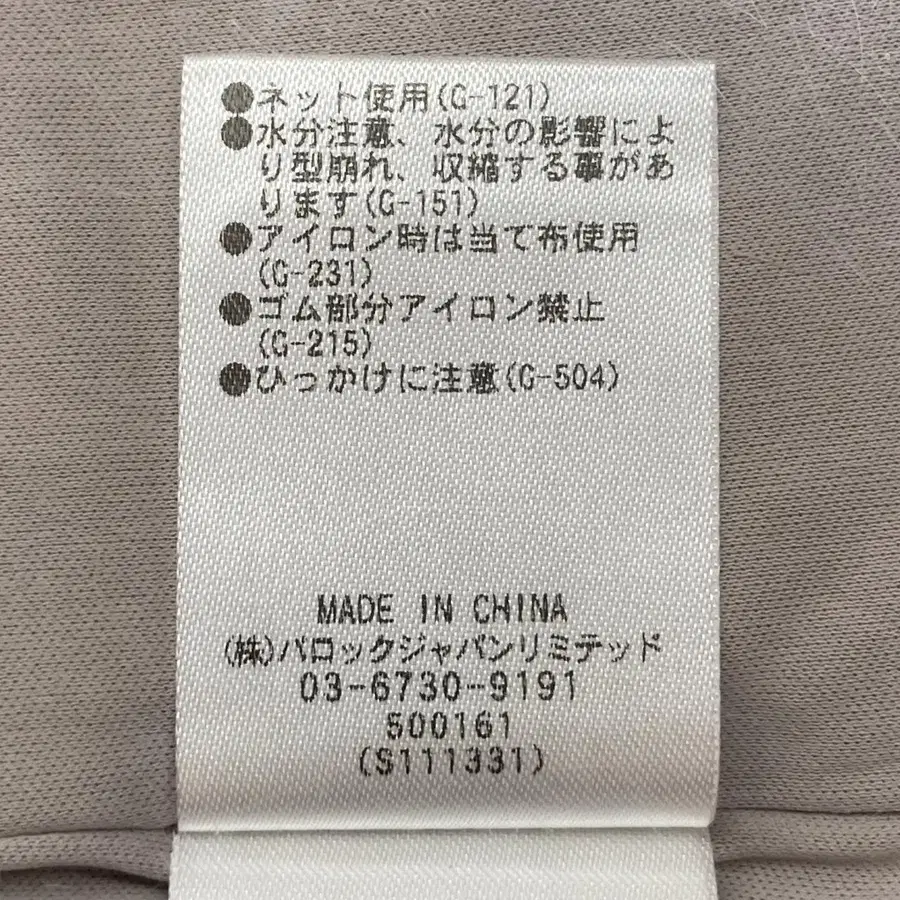 ●ネット使用(G-121)
●水分注意、水分の影響によ
り型崩れ、収縮する事があ
ります(G-151)
●アイロン時は当て布使用
(G-231)
●ゴム部分アイロン禁止
(G-215)
●ひっかけに注意(G-504)
MADE IN CHINA
(株)バロックジャパンリミテッド
03-6730-9191
500161
(S111331)